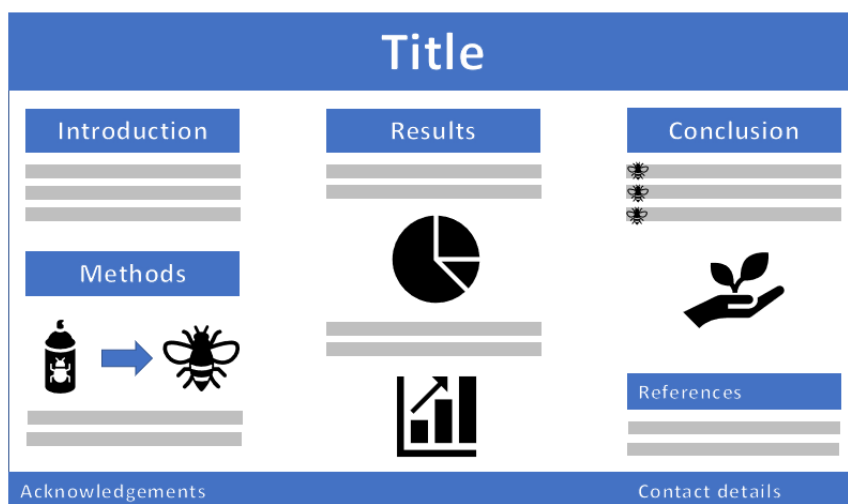 Title
Introduction
Methods
Results
Conclusion
References
Acknowledgements
Contact details